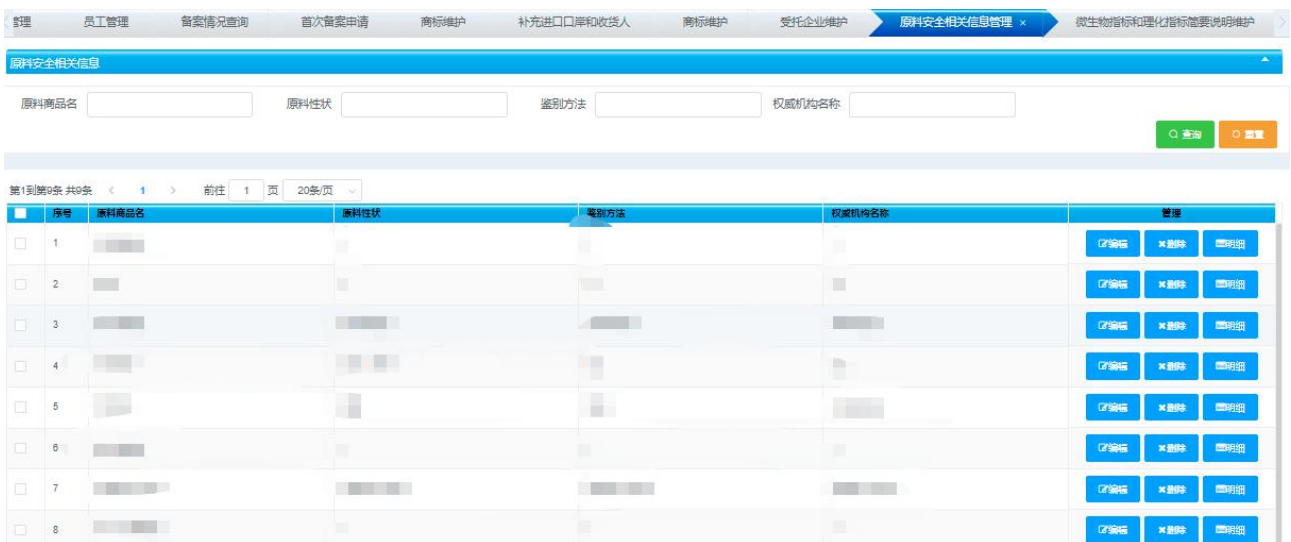 管理 员工管理 备案情况查询 首次备案申请 商标维护 补充进口口岸和收货人 商标维护 受托企业维护 原料安全相关信息管理 × 微生物指标和理化指标简要说明维护
原料安全相关信息
原料商品名 原料性状 鉴别方法 权威机构名称
查询 重置
第1到第9条 共9条 < 1 > 前往 1 页 20条/页
序号 原料商品名 原料性状 鉴别方法 权威机构名称 管理
1 编辑 删除 明细
2 编辑 删除 明细
3 编辑 删除 明细
4 编辑 删除 明细
5 编辑 删除 明细
6 编辑 删除 明细
7 编辑 删除 明细
8 编辑 删除 明细